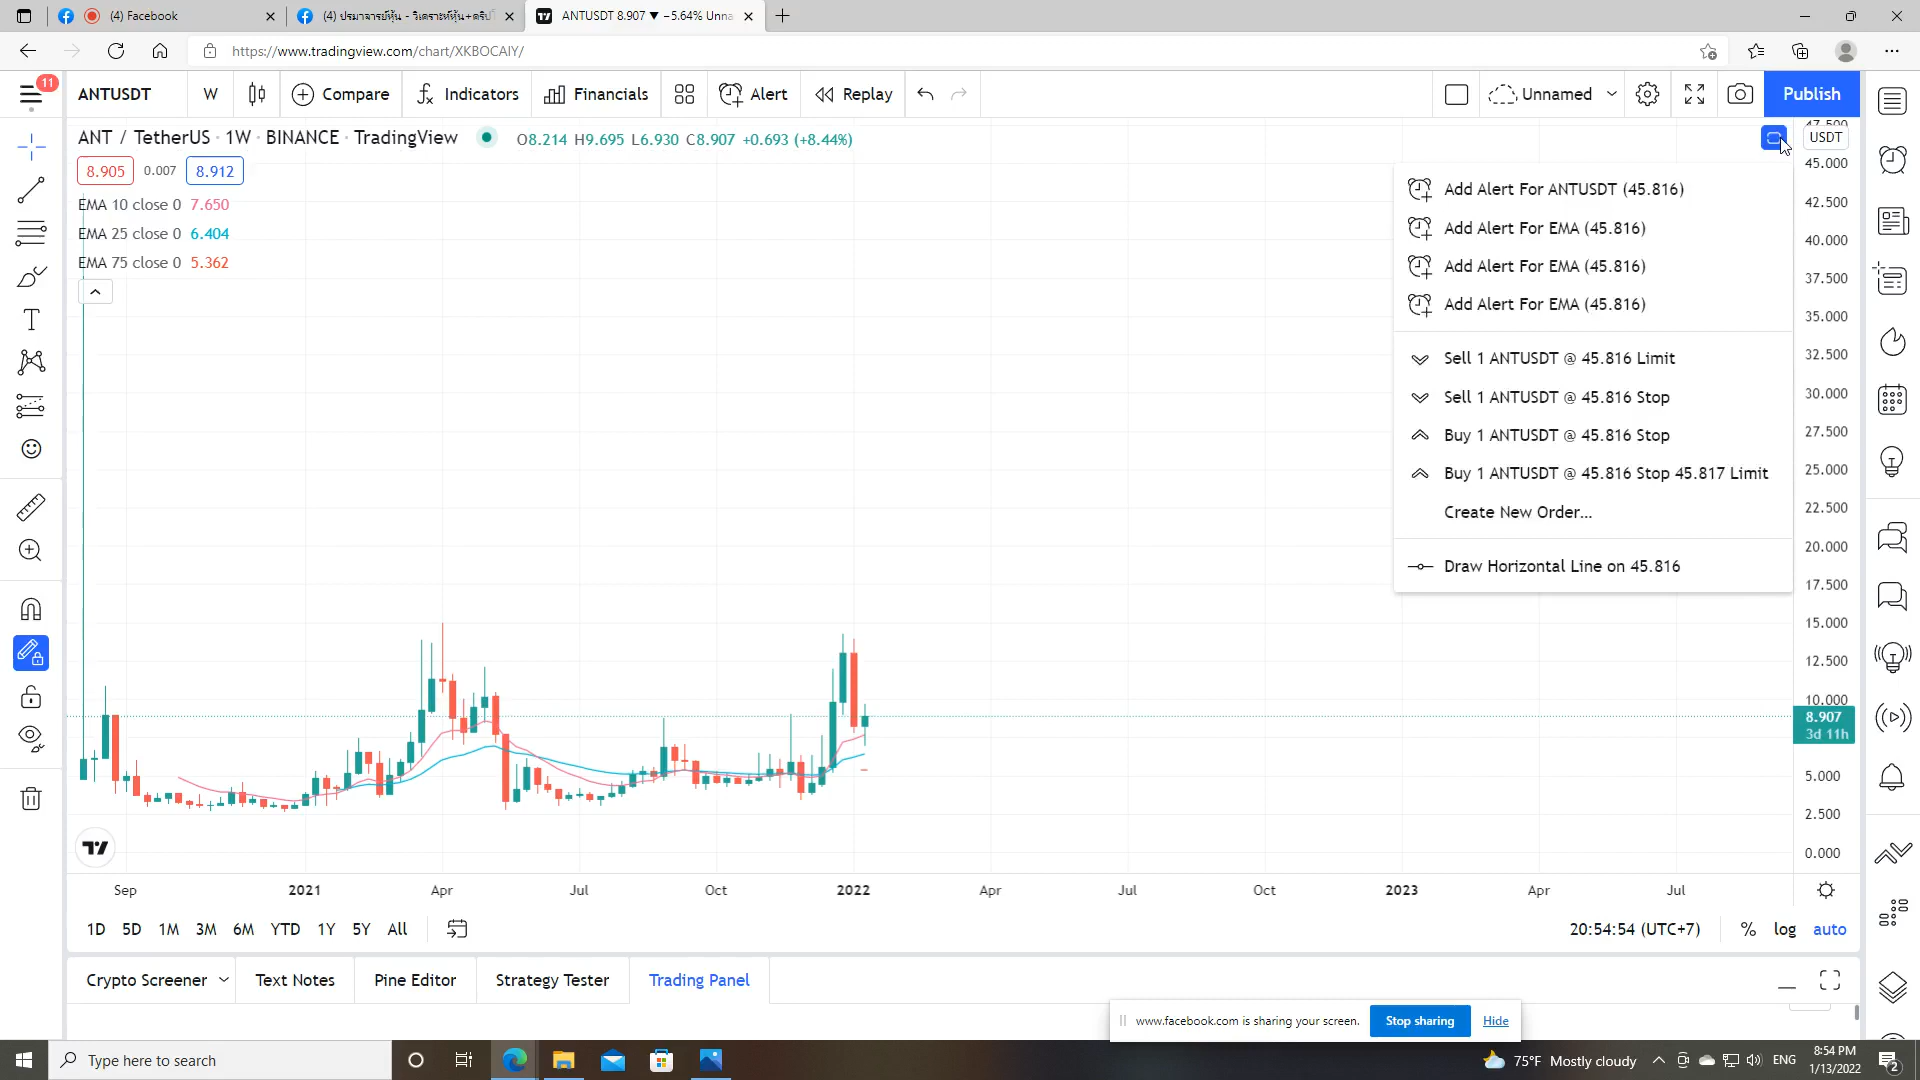 (4) Facebook
(4) ปรมาจารย์หุ้น - วิเคราะห์หุ้น+คริปโ
ANTUSDT 8.907 ▼ −5.64% Unna
https://www.tradingview.com/chart/XKBOCAIY/
11
ANTUSDT
W
Compare
Indicators
Financials
Alert
Replay
Unnamed
Publish
ANT / TetherUS · 1W · BINANCE · TradingView
O8.214 H9.695 L6.930 C8.907 +0.693 (+8.44%)
USDT
8.905
0.007
8.912
EMA 10 close 0 7.650
EMA 25 close 0 6.404
EMA 75 close 0 5.362
Add Alert For ANTUSDT (45.816)
Add Alert For EMA (45.816)
Add Alert For EMA (45.816)
Add Alert For EMA (45.816)
Sell 1 ANTUSDT @ 45.816 Limit
Sell 1 ANTUSDT @ 45.816 Stop
Buy 1 ANTUSDT @ 45.816 Stop
Buy 1 ANTUSDT @ 45.816 Stop 45.817 Limit
Create New Order...
Draw Horizontal Line on 45.816
47.500
45.000
42.500
40.000
37.500
35.000
32.500
30.000
27.500
25.000
22.500
20.000
17.500
15.000
12.500
10.000
8.907
3d 11h
5.000
2.500
0.000
Sep
2021
Apr
Jul
Oct
2022
Apr
Jul
Oct
2023
Apr
Jul
1D 5D 1M 3M 6M YTD 1Y 5Y All
20:54:54 (UTC+7)
%
log
auto
Crypto Screener
Text Notes
Pine Editor
Strategy Tester
Trading Panel
www.facebook.com is sharing your screen.
Stop sharing
Hide
Type here to search
75°F Mostly cloudy
ENG
8:54 PM
1/13/2022
2